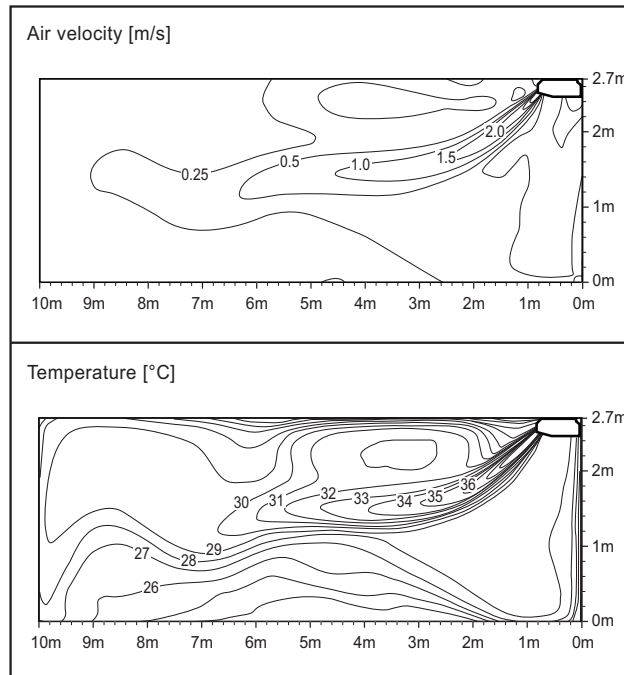 Air velocity [m/s]
2.7m
2.0
2m
0.5
1.5
1.0
0.25
1m
0m
10m 9m 8m 7m 6m 5m 4m 3m 2m 1m 0m
Temperature [°C]
2.7m
36
2m
30 31 32 33 34 35
29
27 28
1m
26
0m
10m 9m 8m 7m 6m 5m 4m 3m 2m 1m 0m